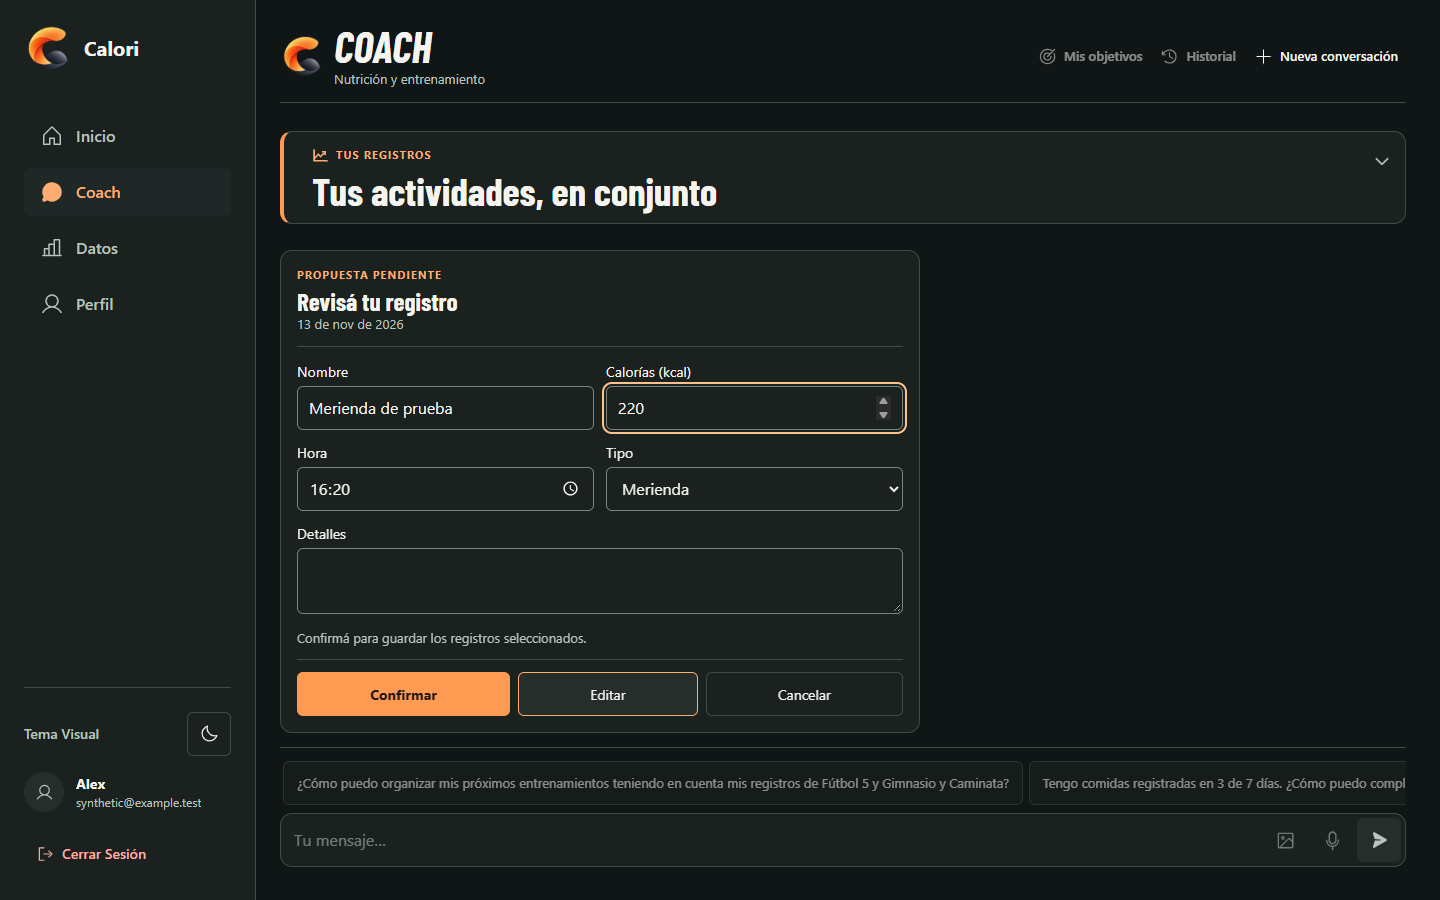 Calori
Inicio
Coach
Datos
Perfil
Tema Visual
Alex
synthetic@example.test
Cerrar Sesión
COACH
Nutrición y entrenamiento
Mis objetivos
Historial
Nueva conversación
TUS REGISTROS
Tus actividades, en conjunto
PROPUESTA PENDIENTE
Revisá tu registro
13 de nov de 2026
Nombre
Merienda de prueba
Calorías (kcal)
220
Hora
16:20
Tipo
Merienda
Detalles
Confirmá para guardar los registros seleccionados.
Confirmar
Editar
Cancelar
¿Cómo puedo organizar mis próximos entrenamientos teniendo en cuenta mis registros de Fútbol 5 y Gimnasio y Caminata?
Tengo comidas registradas en 3 de 7 días. ¿Cómo puedo compl
Tu mensaje...